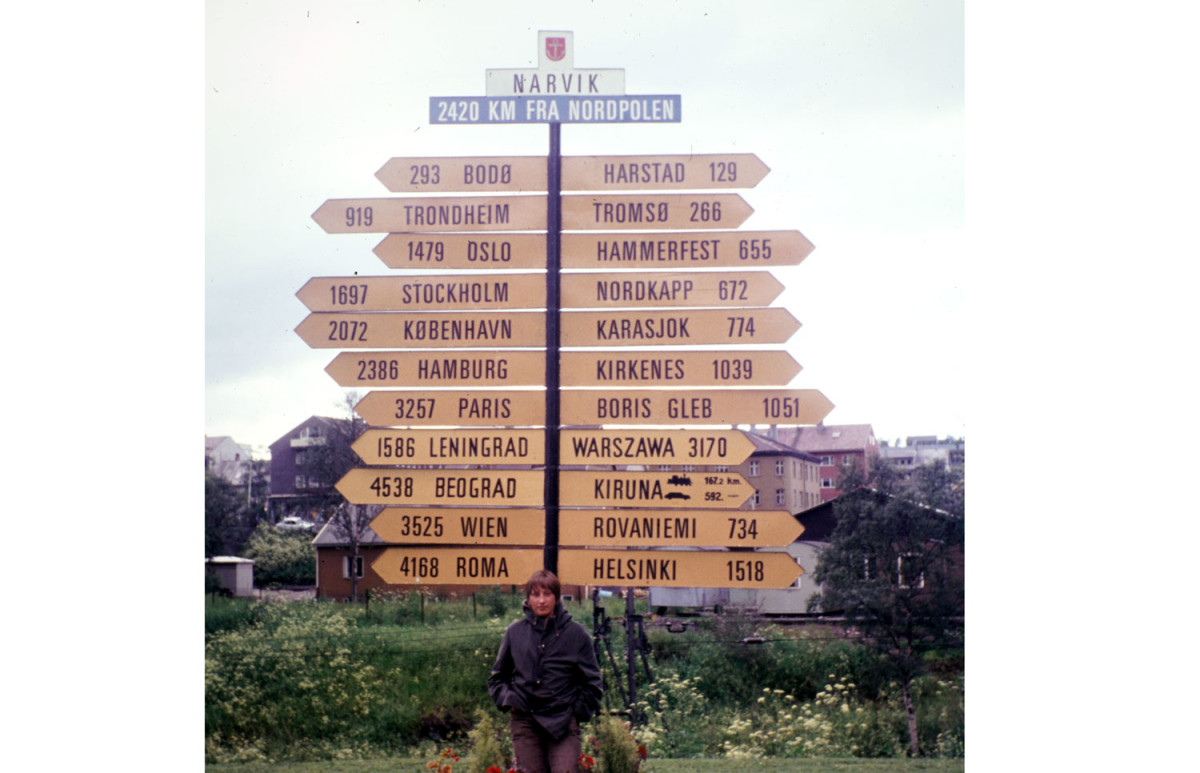 NARVIK
2420 KM FRA NORDPOLEN
293 BODØ
HARSTAD 129
919 TRONDHEIM
TROMSØ 266
1479 OSLO
HAMMERFEST 655
1697 STOCKHOLM
NORDKAPP 672
2072 KØBENHAVN
KARASJOK 774
2386 HAMBURG
KIRKENES 1039
3257 PARIS
BORIS GLEB 1051
1586 LENINGRAD
WARSZAWA 3170
4538 BEOGRAD
KIRUNA 167.2 km.
592.-
3525 WIEN
ROVANIEMI 734
4168 ROMA
HELSINKI 1518